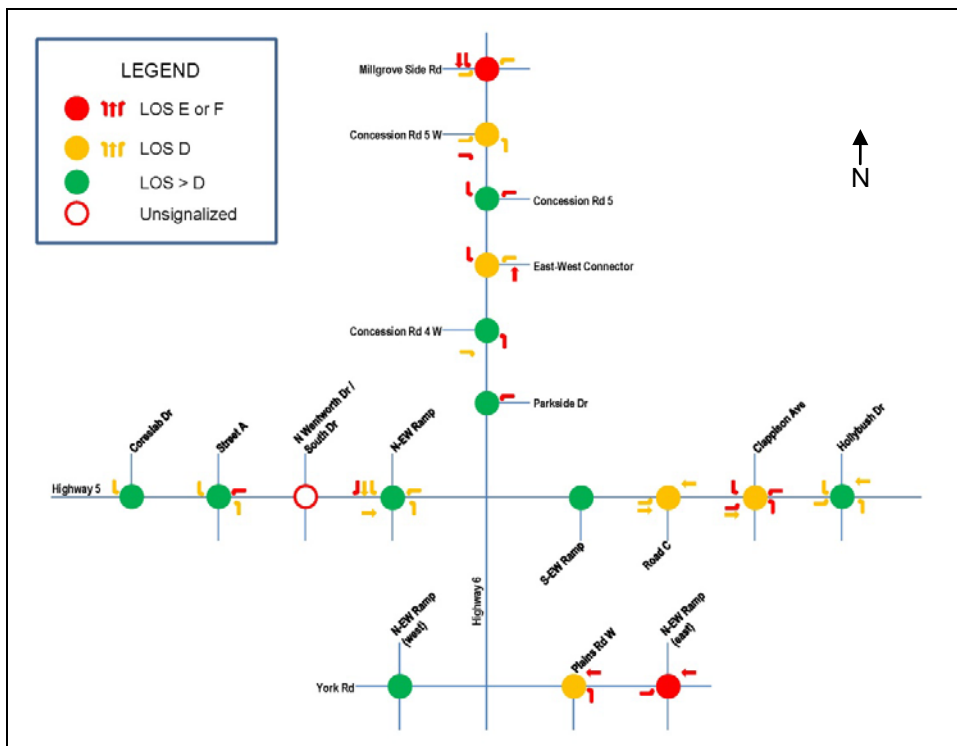 LEGEND
LOS E or F
LOS D
LOS > D
Unsignalized
N
Millgrove Side Rd
Concession Rd 5 W
Concession Rd 5
East-West Connector
Concession Rd 4 W
Parkside Dr
Coreslab Dr
Street A
N Wentworth Dr /
South Dr
N-EW Ramp
Clappison Ave
Hollybush Dr
Highway 5
S-EW Ramp
Road C
Highway 6
N-EW Ramp
(west)
Plains Rd W
N-EW Ramp
(east)
York Rd